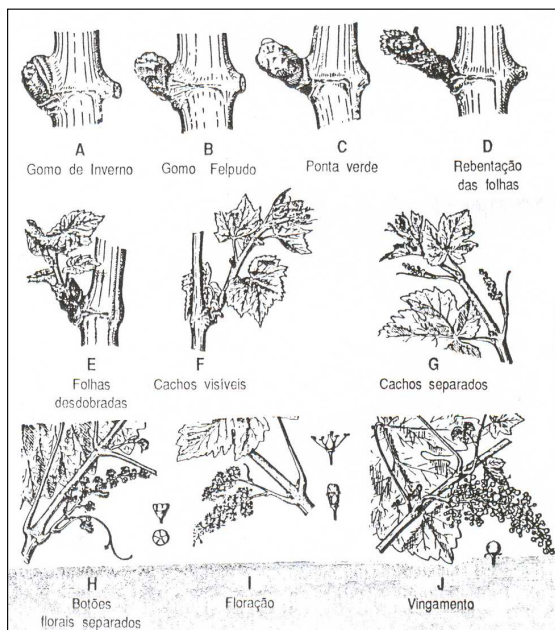 A
Gomo de Inverno
B
Gomo Felpudo
C
Ponta verde
D
Rebentação
das folhas
E
Folhas
desdobradas
F
Cachos visíveis
G
Cachos separados
H
Botões
florais separados
I
Floração
J
Vingamento